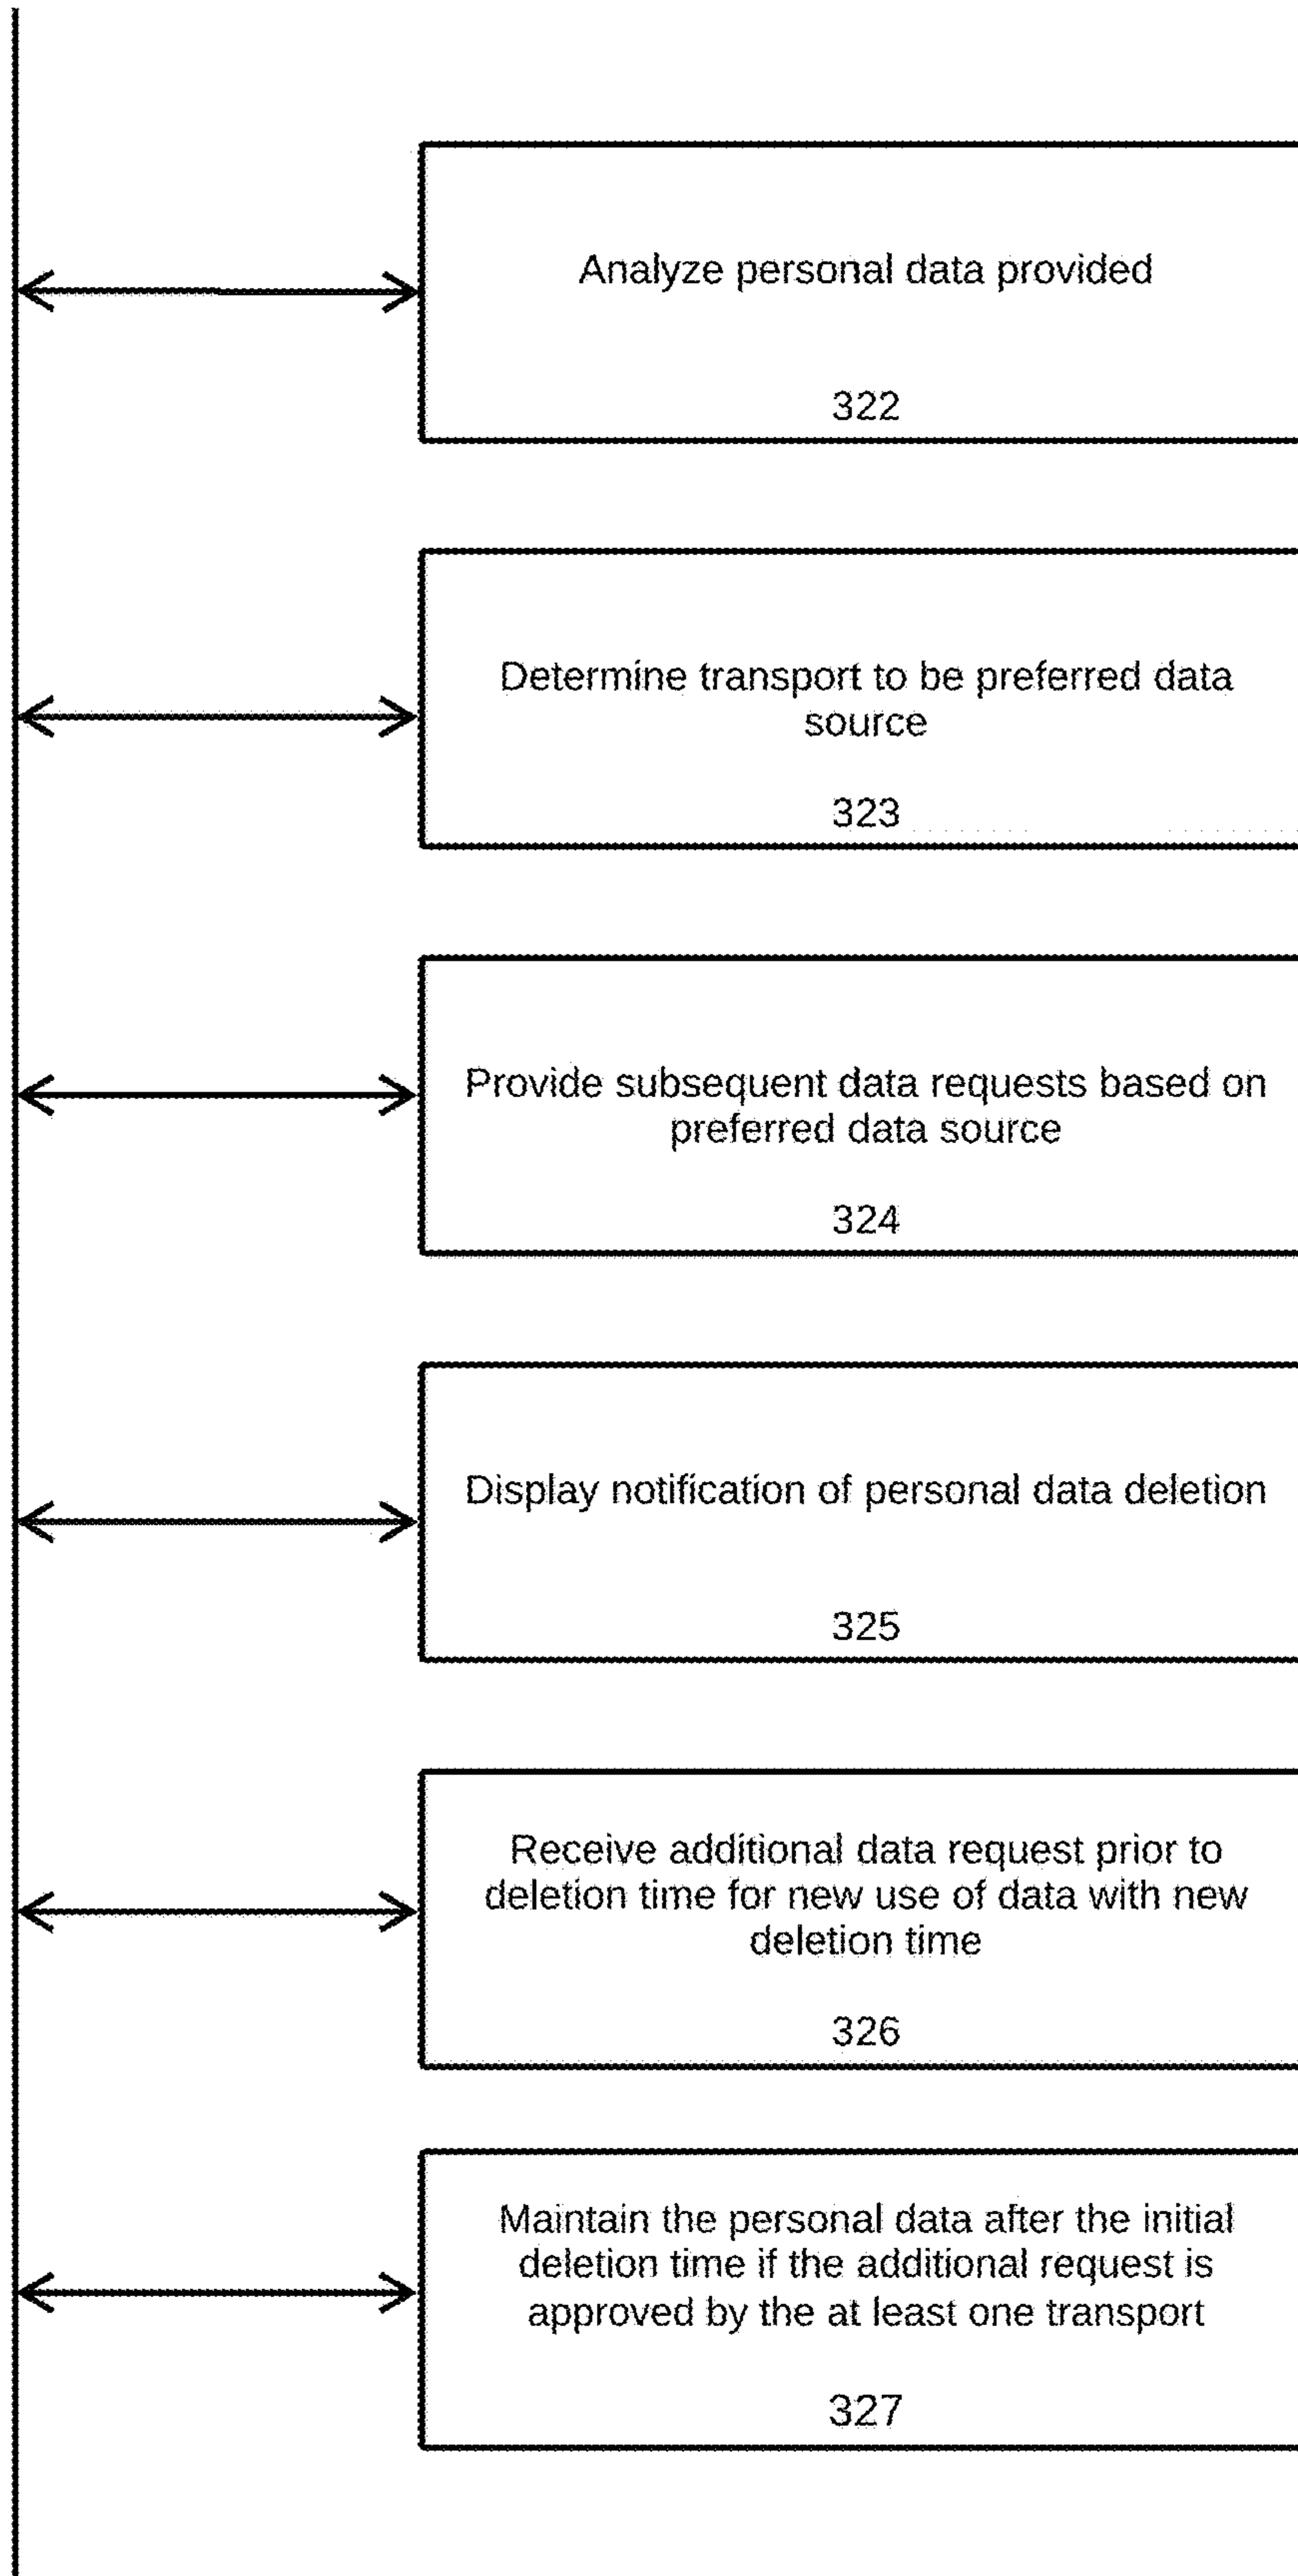 Analyze personal data provided
322
Determine transport to be preferred data
source
323
Provide subsequent data requests based on
preferred data source
324
Display notification of personal data deletion
325
Receive additional data request prior to
deletion time for new use of data with new
deletion time
326
Maintain the personal data after the initial
deletion time if the additional request is
approved by the at least one transport
327